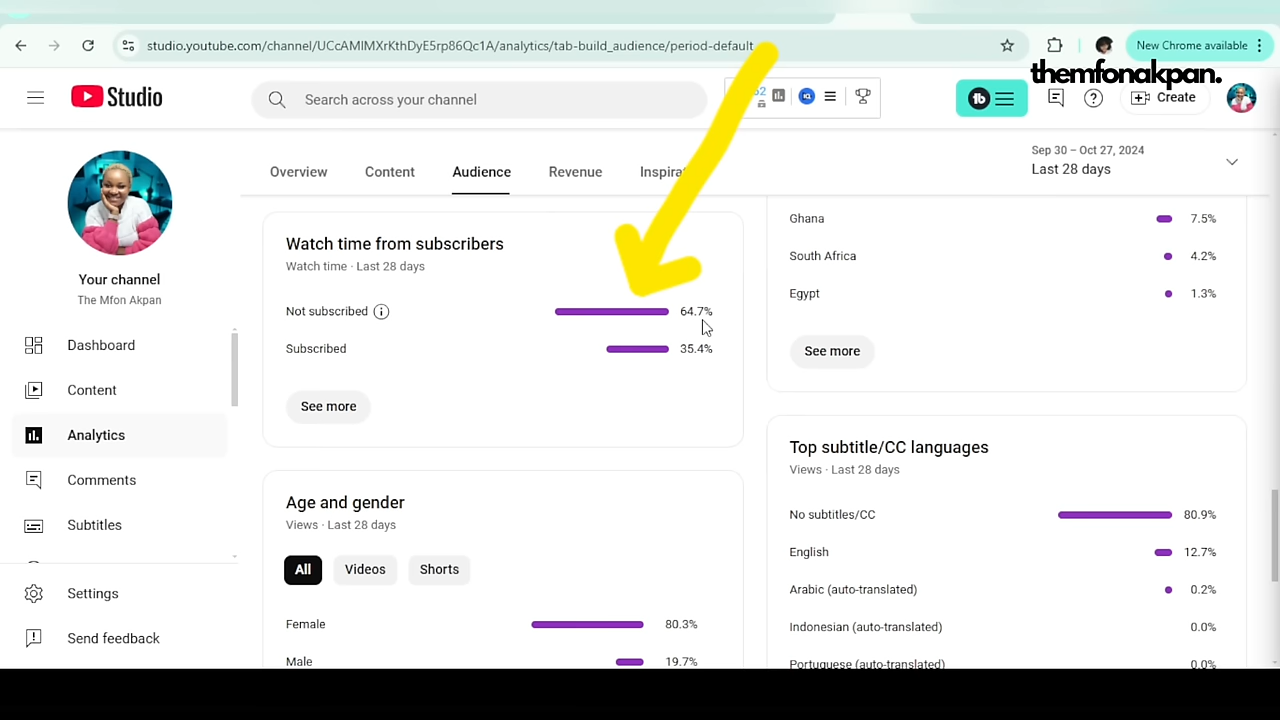 studio.youtube.com/channel/UCcAMIMXrKthDyE5rp86Qc1A/analytics/tab-build_audience/period-default
New Chrome available
themfonakpan.
Studio
Search across your channel
Create
Your channel
The Mfon Akpan
Dashboard
Content
Analytics
Comments
Subtitles
Settings
Send feedback
Overview
Content
Audience
Revenue
Sep 30 – Oct 27, 2024
Last 28 days
Watch time from subscribers
Watch time · Last 28 days
Not subscribed 64.7%
Subscribed 35.4%
See more
Age and gender
Views · Last 28 days
All Videos Shorts
Female 80.3%
Male 19.7%
Ghana 7.5%
South Africa 4.2%
Egypt 1.3%
See more
Top subtitle/CC languages
Views · Last 28 days
No subtitles/CC 80.9%
English 12.7%
Arabic (auto-translated) 0.2%
Indonesian (auto-translated) 0.0%
Portuguese (auto-translated) 0.0%